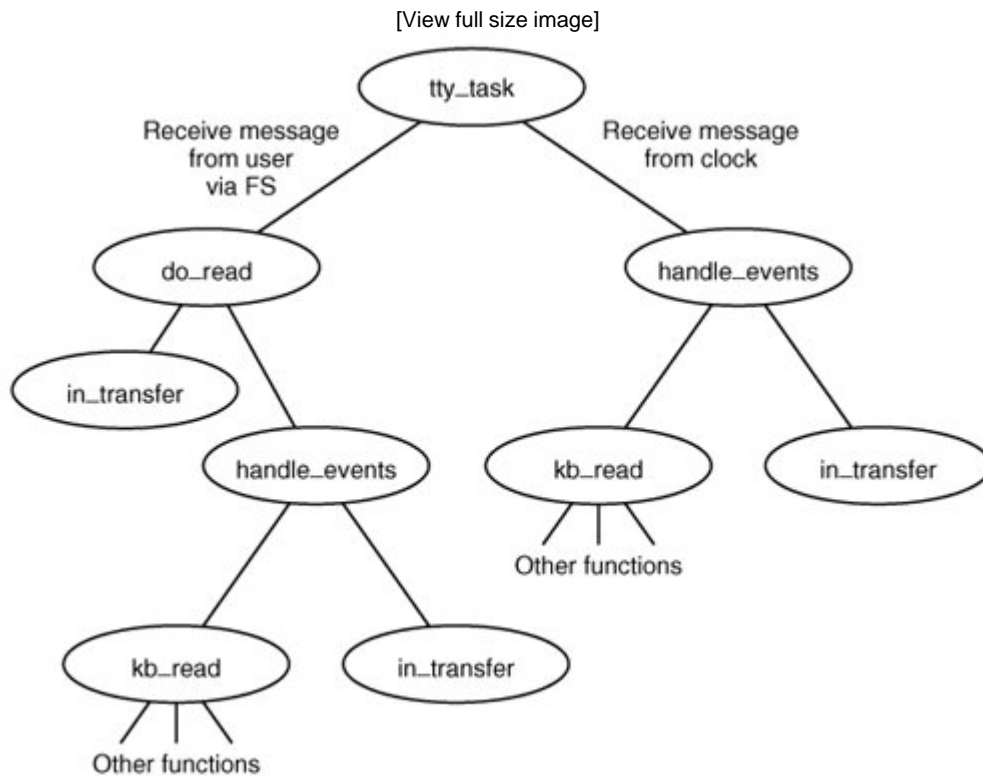 [View full size image]
tty_task
Receive message
from user
via FS
Receive message
from clock
do_read
handle_events
in_transfer
handle_events
kb_read
in_transfer
Other functions
kb_read
in_transfer
Other functions